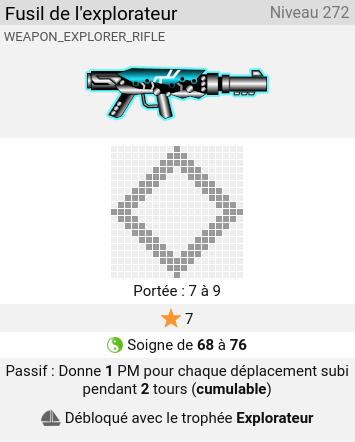 Fusil de l'explorateur Niveau 272
WEAPON_EXPLORER_RIFLE
Portée : 7 à 9
7
Soigne de 68 à 76
Passif : Donne 1 PM pour chaque déplacement subi
pendant 2 tours (cumulable)
Débloqué avec le trophée Explorateur